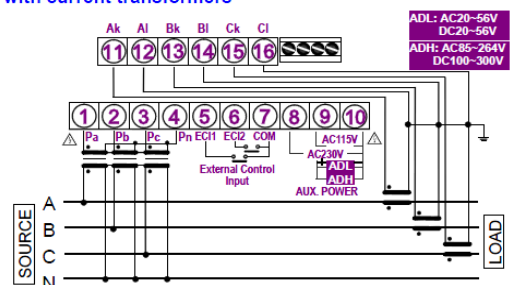 with current transformers
ADL: AC20~56V
DC20~56V
ADH: AC85~264V
DC100~300V
Ak Al Bk Bl Ck Cl
11 12 13 14 15 16
1 2 3 4 5 6 7 8 9 10
Pa Pb Pc Pn ECI1 ECI2 COM
AC115V
AC230V
External Control
Input
ADL
ADH
AUX. POWER
SOURCE
A
B
C
N
LOAD